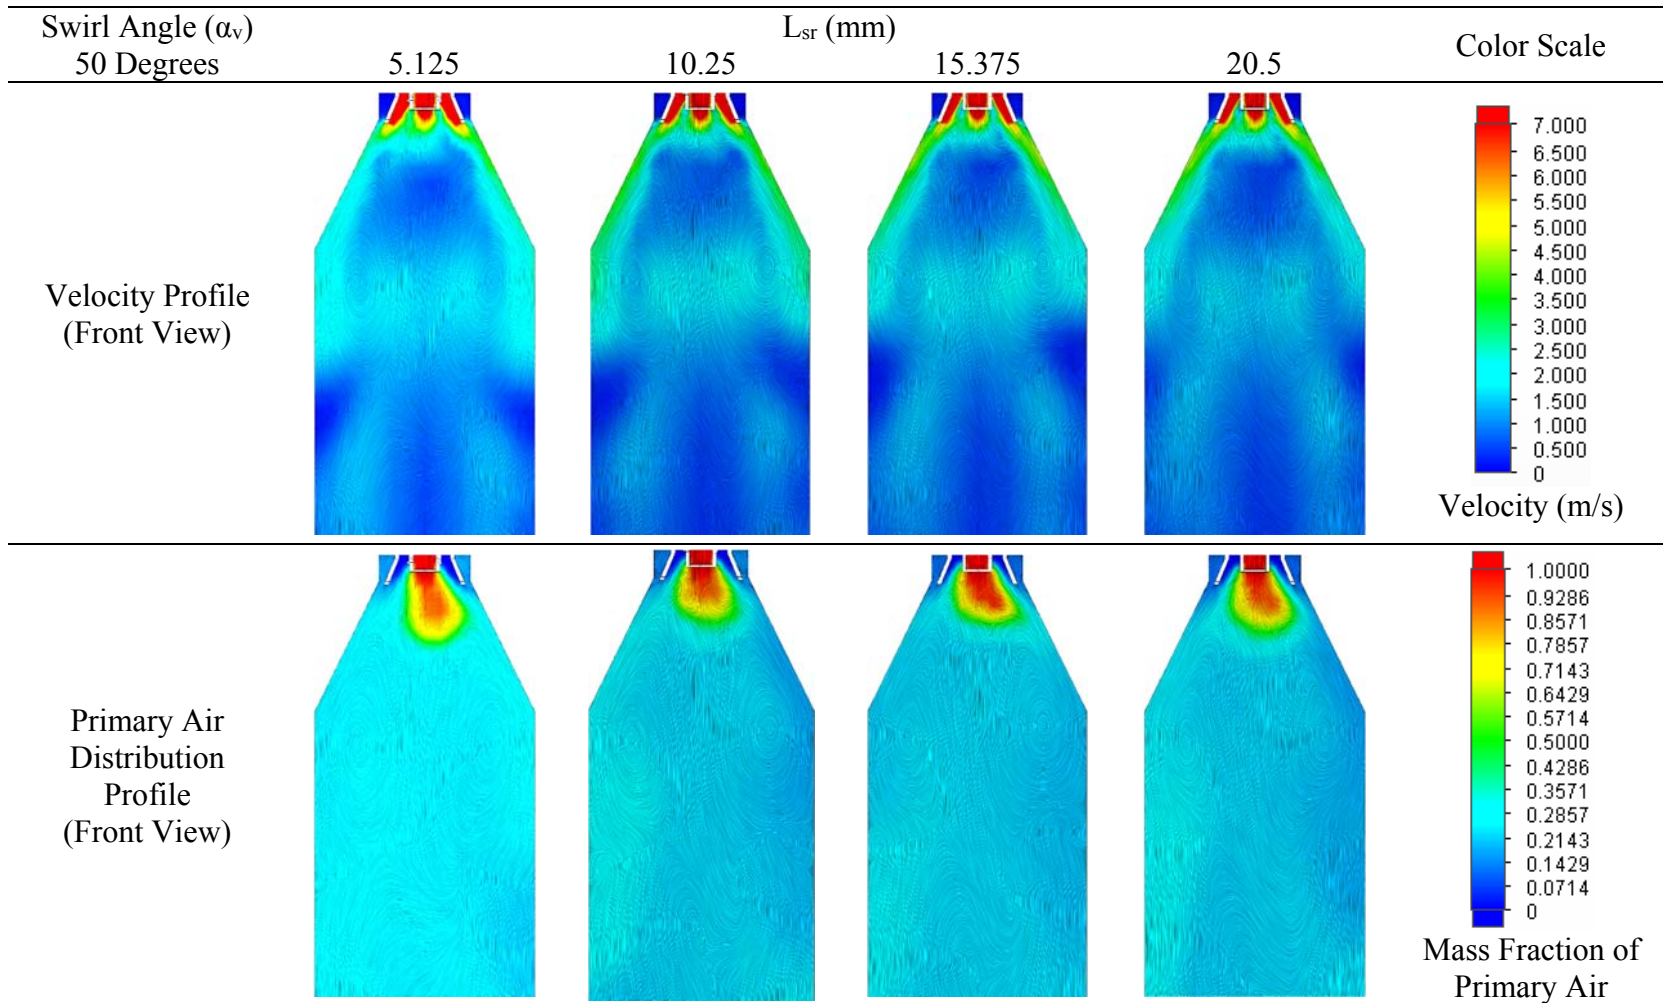 Swirl Angle (αv)
50 Degrees
Lsr (mm)
5.125
10.25
15.375
20.5
Color Scale
Velocity Profile
(Front View)
7.000
6.500
6.000
5.500
5.000
4.500
4.000
3.500
3.000
2.500
2.000
1.500
1.000
0.500
0
Velocity (m/s)
Primary Air
Distribution
Profile
(Front View)
1.0000
0.9286
0.8571
0.7857
0.7143
0.6429
0.5714
0.5000
0.4286
0.3571
0.2857
0.2143
0.1429
0.0714
0
Mass Fraction of
Primary Air